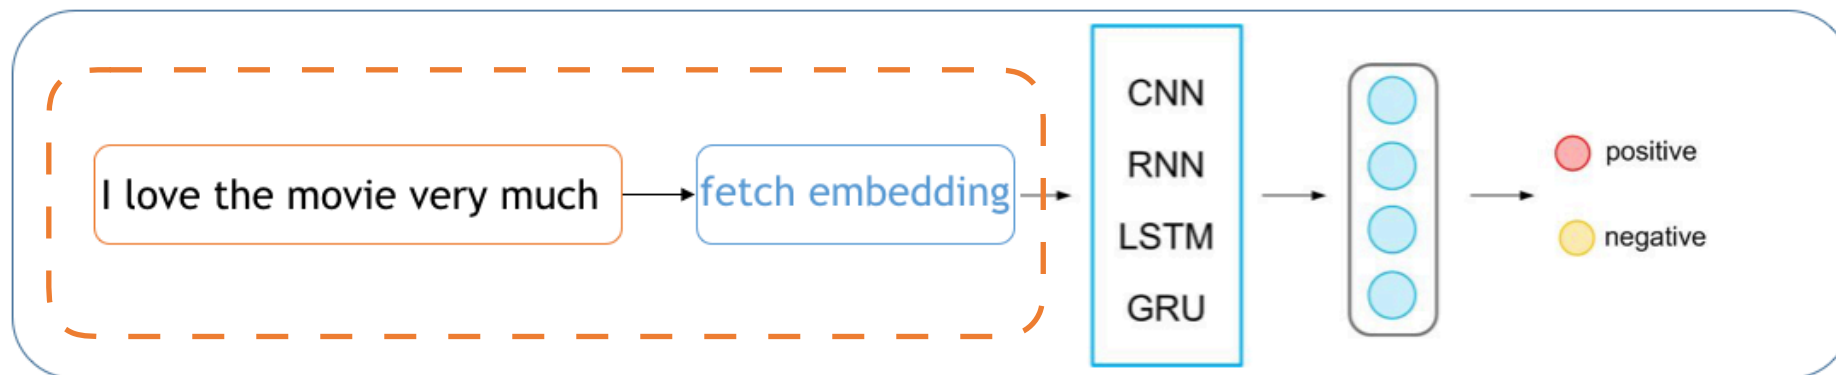 I love the movie very much
fetch embedding
CNN
RNN
LSTM
GRU
positive
negative